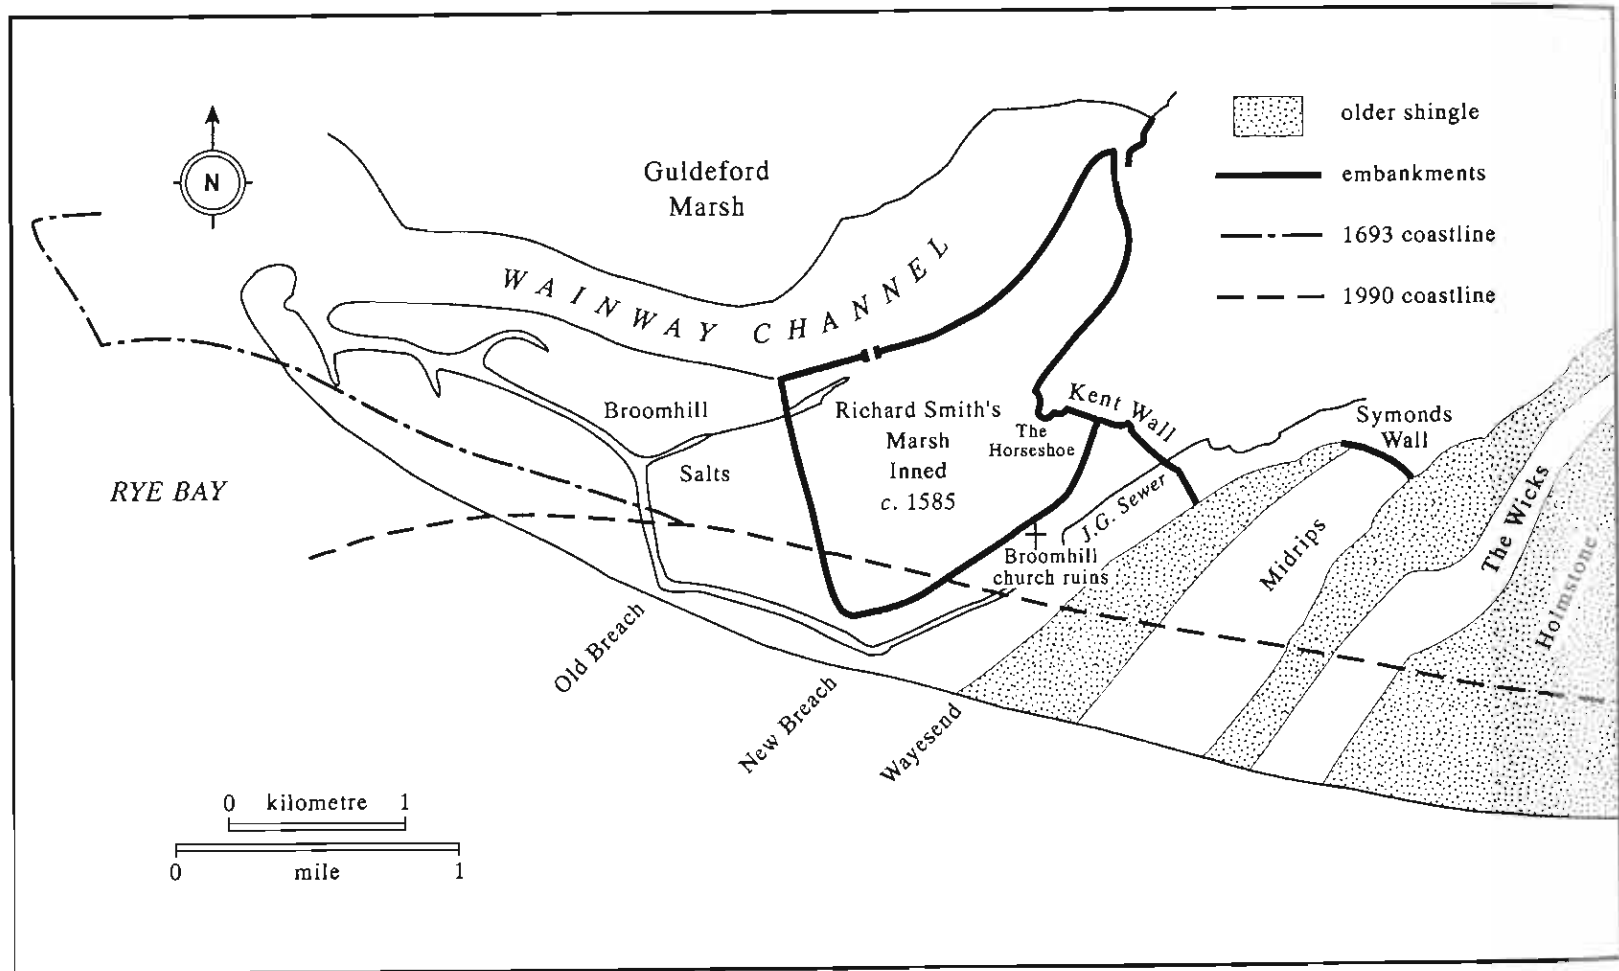 older shingle
embankments
1693 coastline
1990 coastline
N
Guldeford
Marsh
WAINWAY CHANNEL
Broomhill
Salts
Richard Smith's
Marsh
Inned
c. 1585
The
Horseshoe
Kent Wall
Symonds
Wall
J.G. Sewer
Broomhill
church ruins
Midrips
The Wicks
Holmstone
RYE BAY
Old Breach
New Breach
Wayesend
0 kilometre 1
0 mile 1